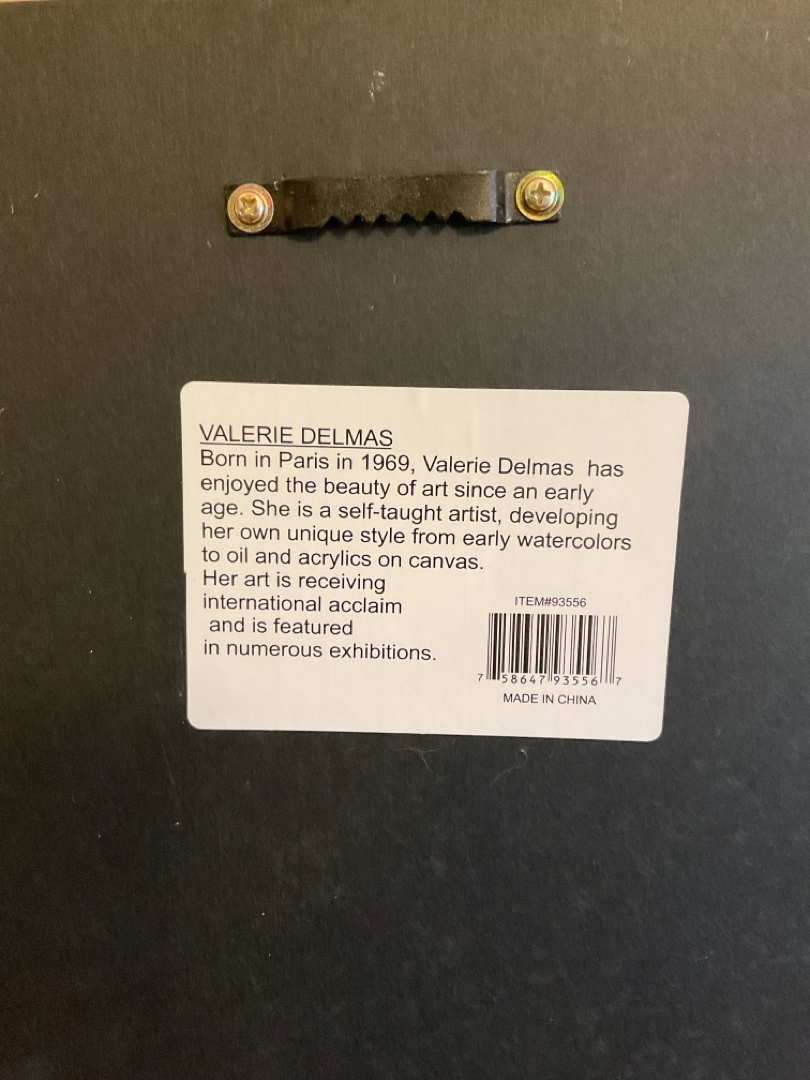 VALERIE DELMAS
Born in Paris in 1969, Valerie Delmas  has
enjoyed the beauty of art since an early
age. She is a self-taught artist, developing
her own unique style from early watercolors
to oil and acrylics on canvas.
Her art is receiving
international acclaim
and is featured
in numerous exhibitions.
ITEM#93556
7 58647 93556 7
MADE IN CHINA